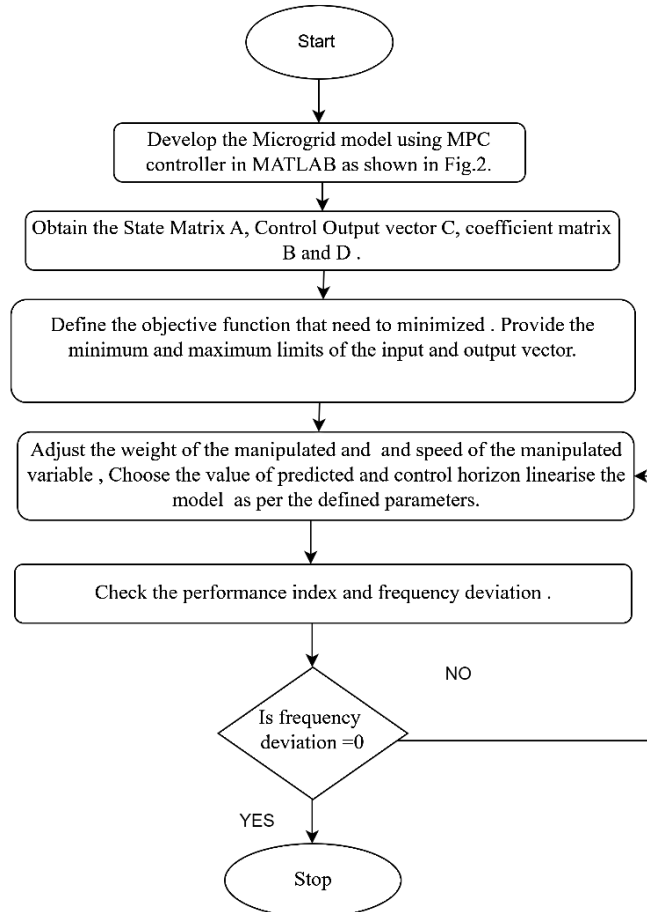 Start
Develop the Microgrid model using MPC
controller in MATLAB as shown in Fig.2.
Obtain the State Matrix A, Control Output vector C, coefficient matrix
B and D .
Define the objective function that need to minimized . Provide the
minimum and maximum limits of the input and output vector.
Adjust the weight of the manipulated and  and speed of the manipulated
variable , Choose the value of predicted and control horizon linearise the
model  as per the defined parameters.
Check the performance index and frequency deviation .
NO
Is frequency
deviation =0
YES
Stop